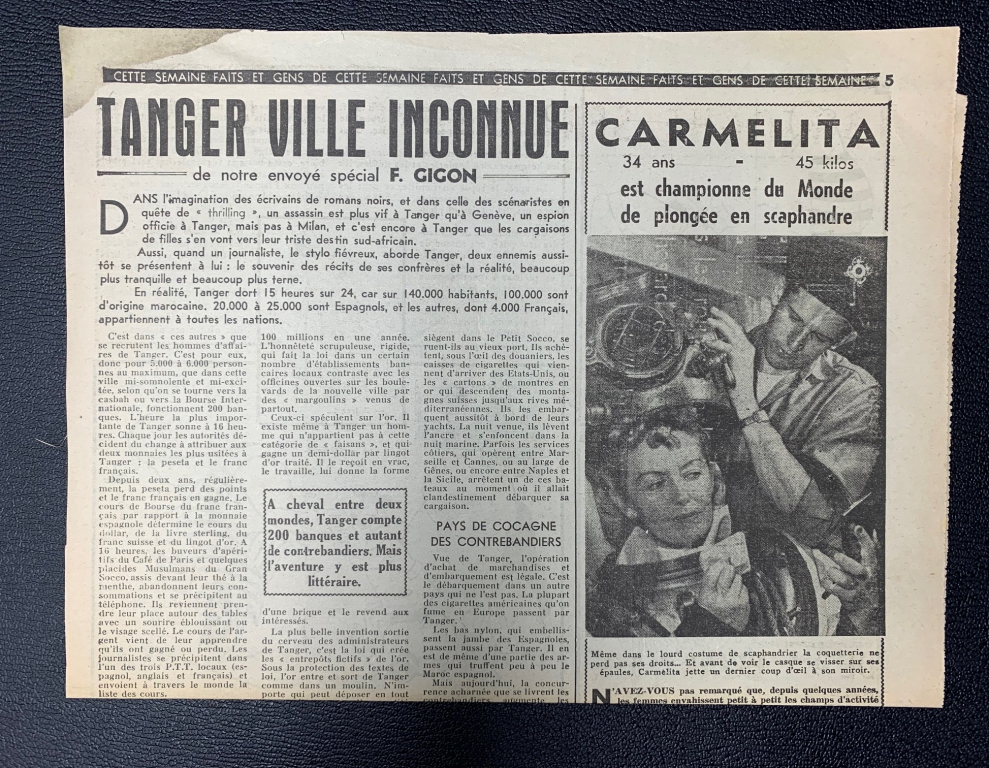 CETTE SEMAINE FAITS ET GENS DE CETTE SEMAINE FAITS ET GENS DE CETTE SEMAINE FAITS ET GENS DE CETTE SEMAINE 5
TANGER VILLE INCONNUE
de notre envoyé spécial F. GIGON
DANS l'imagination des écrivains de romans noirs, et dans celle des scénaristes en
quête de « thrilling », un assassin est plus vif à Tanger qu'à Genève, un espion
officie à Tanger, mais pas à Milan, et c'est encore à Tanger que les cargaisons
de filles s'en vont vers leur triste destin sud-africain.
Aussi, quand un journaliste, le stylo fiévreux, aborde Tanger, deux ennemis aussi-
tôt se présentent à lui : le souvenir des récits de ses confrères et la réalité, beaucoup
plus tranquille et beaucoup plus terne.
En réalité, Tanger dort 15 heures sur 24, car sur 140.000 habitants, 100.000 sont
d'origine marocaine. 20.000 à 25.000 sont Espagnols, et les autres, dont 4.000 Français,
appartiennent à toutes les nations.
C'est dans « ces autres » que
se recrutent les hommes d'affai-
res de Tanger. C'est pour eux,
donc pour 5.000 à 6.000 person-
nes au maximum, que dans cette
ville mi-somnolente et mi-exci-
tée, selon qu'on se tourne vers la
casbah ou vers la Bourse Inter-
nationale, fonctionnent 200 ban-
ques. L'heure la plus impor-
tante de Tanger sonne à 16 heu-
res. Chaque jour les autorités dé-
cident du change à attribuer aux
deux monnaies les plus usitées à
Tanger : la peseta et le franc
français.
Depuis deux ans, régulière-
ment, la peseta perd des points
et le franc français en gagne. Le
cours de Bourse du franc fran-
çais par rapport à la monnaie
espagnole détermine le cours du
dollar, de la livre sterling, du
franc suisse et du lingot d'or. A
16 heures, les buveurs d'apéri-
tifs du Café de Paris et quelques
placides Musulmans du Gran
Socco, assis devant leur thé à la
menthe, abandonnent leurs con-
sommations et se précipitent au
téléphone. Ils reviennent pren-
dre leur place autour des tables
avec un sourire éblouissant ou
le visage scellé. Le cours de l'ar-
gent vient de leur apprendre
qu'ils ont gagné ou perdu. Les
journalistes se précipitent dans
l'un des trois P.T.T. locaux (es-
pagnol, anglais et français) et
envoient à travers le monde la
liste des cours.
100 millions en une année.
L'honnêteté scrupuleuse, rigide,
qui fait la loi dans un certain
nombre d'établissements ban-
caires locaux contraste avec les
officines ouvertes sur les boule-
vards de la nouvelle ville par
des « margoulins » venus de
partout.
Ceux-ci spéculent sur l'or. Il
existe même à Tanger un hom-
me qui n'appartient pas à cette
catégorie de « faisans », et qui
gagne un demi-dollar par lingot
d'or traité. Il le reçoit en vrac,
le travaille, lui donne la forme
A cheval entre deux
mondes, Tanger compte
200 banques et autant
de contrebandiers. Mais
l'aventure y est plus
littéraire.
d'une brique et le revend aux
intéressés.
La plus belle invention sortie
du cerveau des administrateurs
de Tanger, c'est la loi qui crée
les « entrepôts fictifs » de l'or.
Sous la protection des textes de
loi, l'or entre et sort de Tanger
comme dans un moulin. N'im-
porte qui peut déposer en tout
siègent dans le Petit Socco, se
ruent-ils au vieux port. Ils achè-
tent, sous l'œil des douaniers, les
caisses de cigarettes qui vien-
nent d'arriver des Etats-Unis, ou
les « cartons » de montres en
or qui descendent des monta-
gnes suisses jusqu'aux rives mé-
diterranéennes. Ils les embar-
quent aussitôt à bord de leurs
yachts. La nuit venue, ils lèvent
l'ancre et s'enfoncent dans la
nuit marine. Parfois les services
côtiers, qui opèrent entre Mar-
seille et Cannes, ou au large de
Gênes, ou encore entre Naples et
la Sicile, arrêtent un de ces ba-
teaux au moment où il allait
clandestinement débarquer sa
cargaison.
PAYS DE COCAGNE
DES CONTREBANDIERS
Vue de Tanger, l'opération
d'achat de marchandises et
d'embarquement est légale. C'est
le débarquement dans un autre
pays qui ne l'est pas. La plupart
des cigarettes américaines qu'on
fume en Europe passent par
Tanger.
Les bas nylon, qui embellis-
sent la jambe des Espagnoles,
passent aussi par Tanger. Il en
est de même d'une partie des ar-
mes qui truffent peu à peu le
Maroc espagnol.
Mais aujourd'hui, la concur-
rence acharnée que se livrent les
CARMELITA
34 ans - 45 kilos
est championne du Monde
de plongée en scaphandre
Même dans le lourd costume de scaphandrier la coquetterie ne
perd pas ses droits... Et avant de voir le casque se visser sur ses
épaules, Carmelita jette un dernier coup d'œil à son miroir.
N'AVEZ-VOUS pas remarqué que, depuis quelques années,
les femmes envahissent petit à petit les champs d'activité